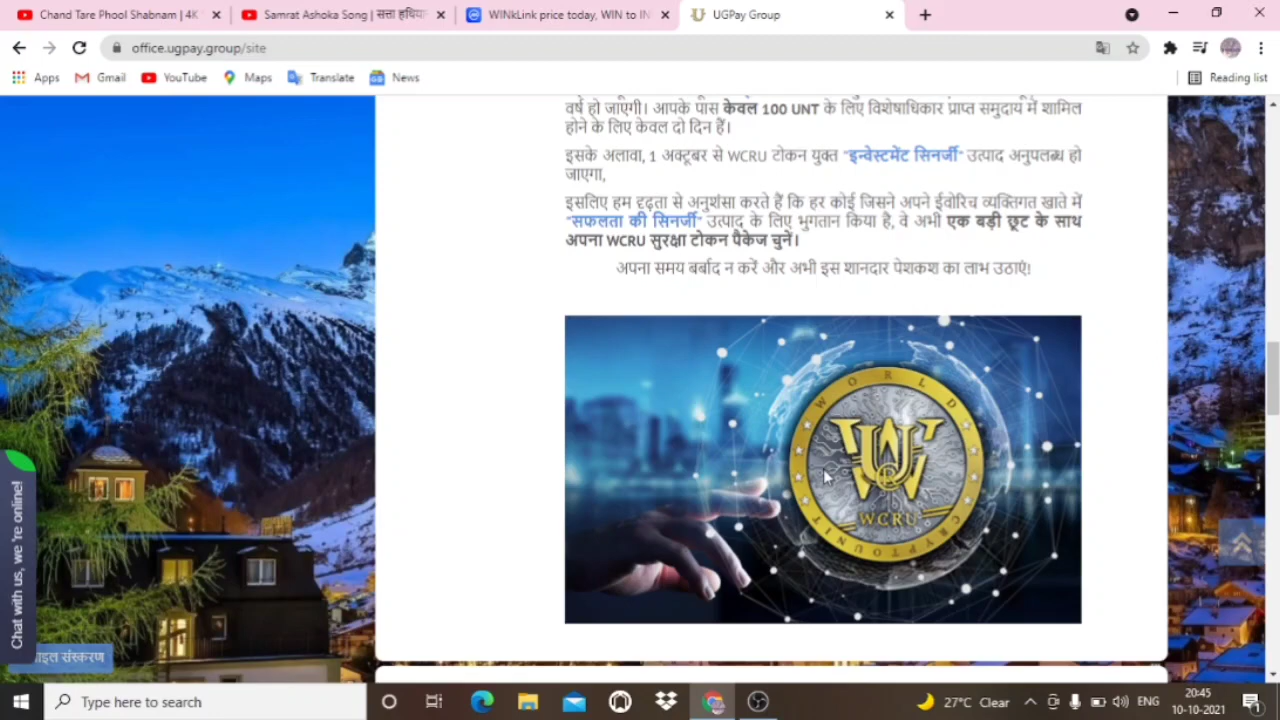 Chand Tare Phool Shabnam | 4K
Samrat Ashoka Song | सत्ता हथिया
WINkLink price today, WIN to IN
UGPay Group
office.ugpay.group/site
Apps
Gmail
YouTube
Maps
Translate
News
Reading list
वर्ष हो जाएगी। आपके पास केवल 100 UNT के लिए विशेषाधिकार प्राप्त समुदाय में शामिल
होने के लिए केवल दो दिन हैं।
इसके अलावा, 1 अक्टूबर से WCRU टोकन युक्त "इन्वेस्टमेंट सिनर्जी" उत्पाद अनुपलब्ध हो
जाएगा,
इसलिए हम दृढ़ता से अनुशंसा करते हैं कि हर कोई जिसने अपने ईवोरिच व्यक्तिगत खाते में
"सफलता की सिनर्जी" उत्पाद के लिए भुगतान किया है, वे अभी एक बड़ी छूट के साथ
अपना WCRU सुरक्षा टोकन पैकेज चुनें।
अपना समय बर्बाद न करें और अभी इस शानदार पेशकश का लाभ उठाएं!
WORLD
WCRU
CRYPTOUNIT
Chat with us, we're online!
ाइल संस्करण
Type here to search
27°C Clear
ENG
20:45
10-10-2021
1